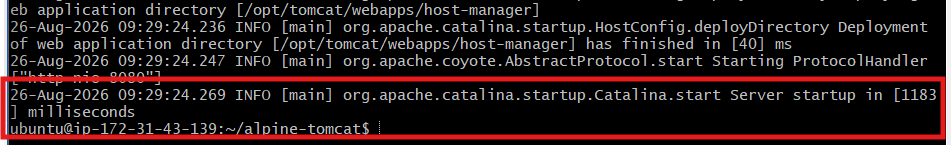 eb application directory [/opt/tomcat/webapps/host-manager]
26-Aug-2026 09:29:24.236 INFO [main] org.apache.catalina.startup.HostConfig.deployDirectory Deployment
of web application directory [/opt/tomcat/webapps/host-manager] has finished in [40] ms
26-Aug-2026 09:29:24.247 INFO [main] org.apache.coyote.AbstractProtocol.start Starting ProtocolHandler
["http-nio-8080"]
26-Aug-2026 09:29:24.269 INFO [main] org.apache.catalina.startup.Catalina.start Server startup in [1183
] milliseconds
ubuntu@ip-172-31-43-139:~/alpine-tomcat$